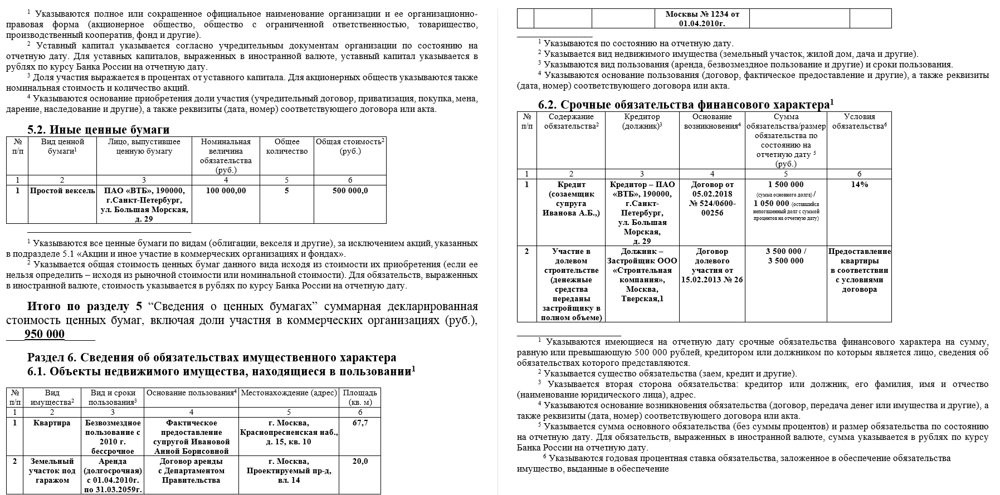 ¹ Указываются полное или сокращенное официальное наименование организации и ее организационно-
правовая форма (акционерное общество, общество с ограниченной ответственностью, товарищество,
производственный кооператив, фонд и другие).
² Уставный капитал указывается согласно учредительным документам организации по состоянию на
отчетную дату. Для уставных капиталов, выраженных в иностранной валюте, уставный капитал указывается в
рублях по курсу Банка России на отчетную дату.
³ Доля участия выражается в процентах от уставного капитала. Для акционерных обществ указываются также
номинальная стоимость и количество акций.
⁴ Указываются основание приобретения доли участия (учредительный договор, приватизация, покупка, мена,
дарение, наследование и другие), а также реквизиты (дата, номер) соответствующего договора или акта.
5.2. Иные ценные бумаги
№
п/п
Вид ценной
бумаги¹
Лицо, выпустившее
ценную бумагу
Номинальная
величина
обязательства
(руб.)
Общее
количество
Общая стоимость²
(руб.)
1 2 3 4 5 6
1
Простой вексель
ПАО «ВТБ», 190000,
г.Санкт-Петербург,
ул. Большая Морская,
д. 29
100 000,00
5
500 000,0
¹ Указываются все ценные бумаги по видам (облигации, векселя и другие), за исключением акций, указанных
в подразделе 5.1 «Акции и иное участие в коммерческих организациях и фондах».
² Указывается общая стоимость ценных бумаг данного вида исходя из стоимости их приобретения (если ее
нельзя определить – исходя из рыночной стоимости или номинальной стоимости). Для обязательств, выраженных
в иностранной валюте, стоимость указывается в рублях по курсу Банка России на отчетную дату.
Итого по разделу 5 “Сведения о ценных бумагах” суммарная декларированная
стоимость ценных бумаг, включая доли участия в коммерческих организациях (руб.),
950 000
Раздел 6. Сведения об обязательствах имущественного характера
6.1. Объекты недвижимого имущества, находящиеся в пользовании¹
№
п/п
Вид
имущества²
Вид и сроки
пользования³
Основание пользования⁴
Местонахождение (адрес)
Площадь
(кв. м)
1 2 3 4 5 6
1
Квартира
Безвозмездное
пользование с
2010 г.
бессрочное
Фактическое
предоставление
супругой Ивановой
Анной Борисовной
г. Москва,
Краснопресненская наб.,
д. 15, кв. 10
67,7
2
Земельный
участок под
гаражом
Аренда
(долгосрочная)
с 01.04.2010г.
по 31.03.2059г.
Договор аренды
с Департаментом
Правительства
г. Москва,
Проектируемый пр-д,
вл. 14
20,0
Москвы № 1234 от
01.04.2010г.
¹ Указываются по состоянию на отчетную дату.
² Указывается вид недвижимого имущества (земельный участок, жилой дом, дача и другие).
³ Указываются вид пользования (аренда, безвозмездное пользование и другие) и сроки пользования.
⁴ Указываются основание пользования (договор, фактическое предоставление и другие), а также реквизиты
(дата, номер) соответствующего договора или акта.
6.2. Срочные обязательства финансового характера¹
№
п/п
Содержание
обязательства²
Кредитор
(должник)³
Основание
возникновения⁴
Сумма
обязательства/размер
обязательства по
состоянию на
отчетную дату ⁵
(руб.)
Условия
обязательства⁶
1 2 3 4 5 6
1
Кредит
(созаемщик
супруга
Иванова А.Б.,)
Кредитор – ПАО
«ВТБ», 190000,
г.Санкт-
Петербург,
ул. Большая
Морская,
д. 29
Договор от
05.02.2018
№ 524/0600-
00256
1 500 000
(сумма основного долга) /
1 050 000 (оставшийся
непогашенный долг с суммой
процентов на отчетную дату)
14%
2
Участие в
долевом
строительстве
(денежные
средства
переданы
застройщику в
полном объеме)
Должник –
Застройщик ООО
«Строительная
компания»,
Москва,
Тверская,1
Договор
долевого
участия от
15.02.2013 № 26
3 500 000 /
3 500 000
Предоставление
квартиры
в соответствии
с условиями
договора
¹ Указываются имеющиеся на отчетную дату срочные обязательства финансового характера на сумму,
равную или превышающую 500 000 рублей, кредитором или должником по которым является лицо, сведения об
обязательствах которого представляются.
² Указывается существо обязательства (заем, кредит и другие).
³ Указывается вторая сторона обязательства: кредитор или должник, его фамилия, имя и отчество
(наименование юридического лица), адрес.
⁴ Указываются основание возникновения обязательства (договор, передача денег или имущества и другие), а
также реквизиты (дата, номер) соответствующего договора или акта.
⁵ Указывается сумма основного обязательства (без суммы процентов) и размер обязательства по состоянию
на отчетную дату. Для обязательств, выраженных в иностранной валюте, сумма указывается в рублях по курсу
Банка России на отчетную дату.
⁶ Указываются годовая процентная ставка обязательства, заложенное в обеспечение обязательства
имущество, выданные в обеспечение